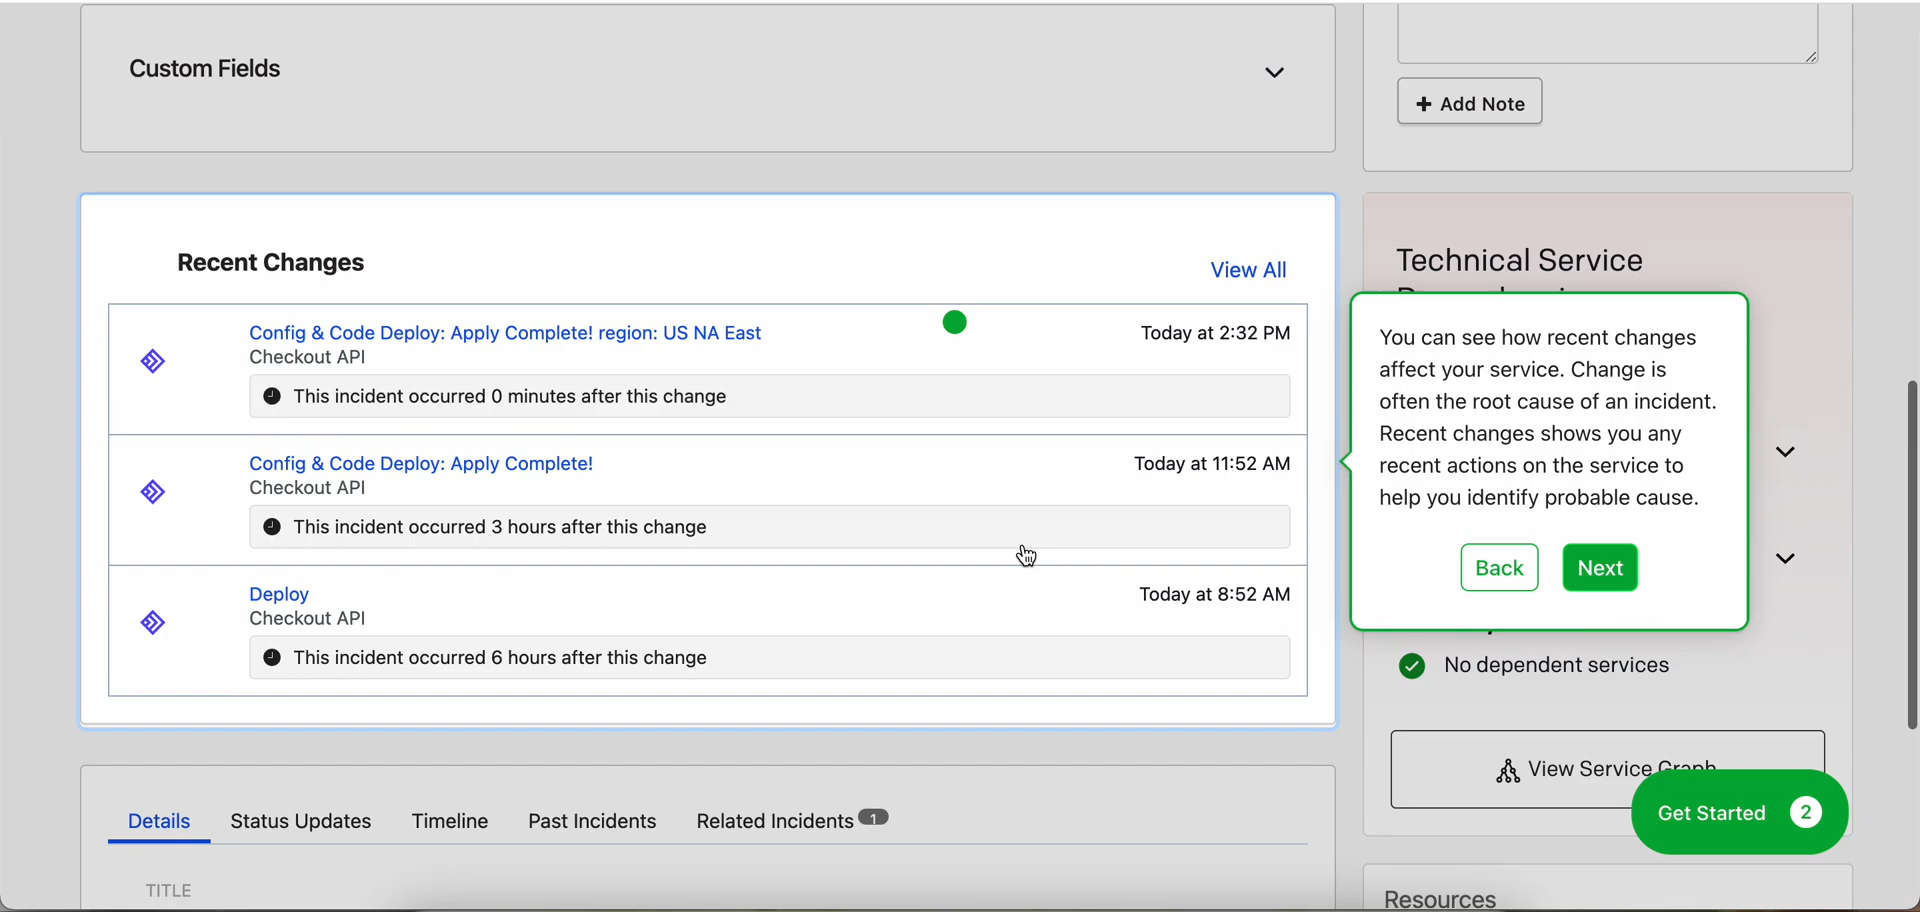 Custom Fields
+ Add Note
Recent Changes
View All
Config & Code Deploy: Apply Complete! region: US NA East
Today at 2:32 PM
Checkout API
This incident occurred 0 minutes after this change
Config & Code Deploy: Apply Complete!
Today at 11:52 AM
Checkout API
This incident occurred 3 hours after this change
Deploy
Today at 8:52 AM
Checkout API
This incident occurred 6 hours after this change
Technical Service
You can see how recent changes
affect your service. Change is
often the root cause of an incident.
Recent changes shows you any
recent actions on the service to
help you identify probable cause.
Back
Next
No dependent services
View Service Graph
Get Started 2
Details
Status Updates
Timeline
Past Incidents
Related Incidents 1
TITLE
Resources